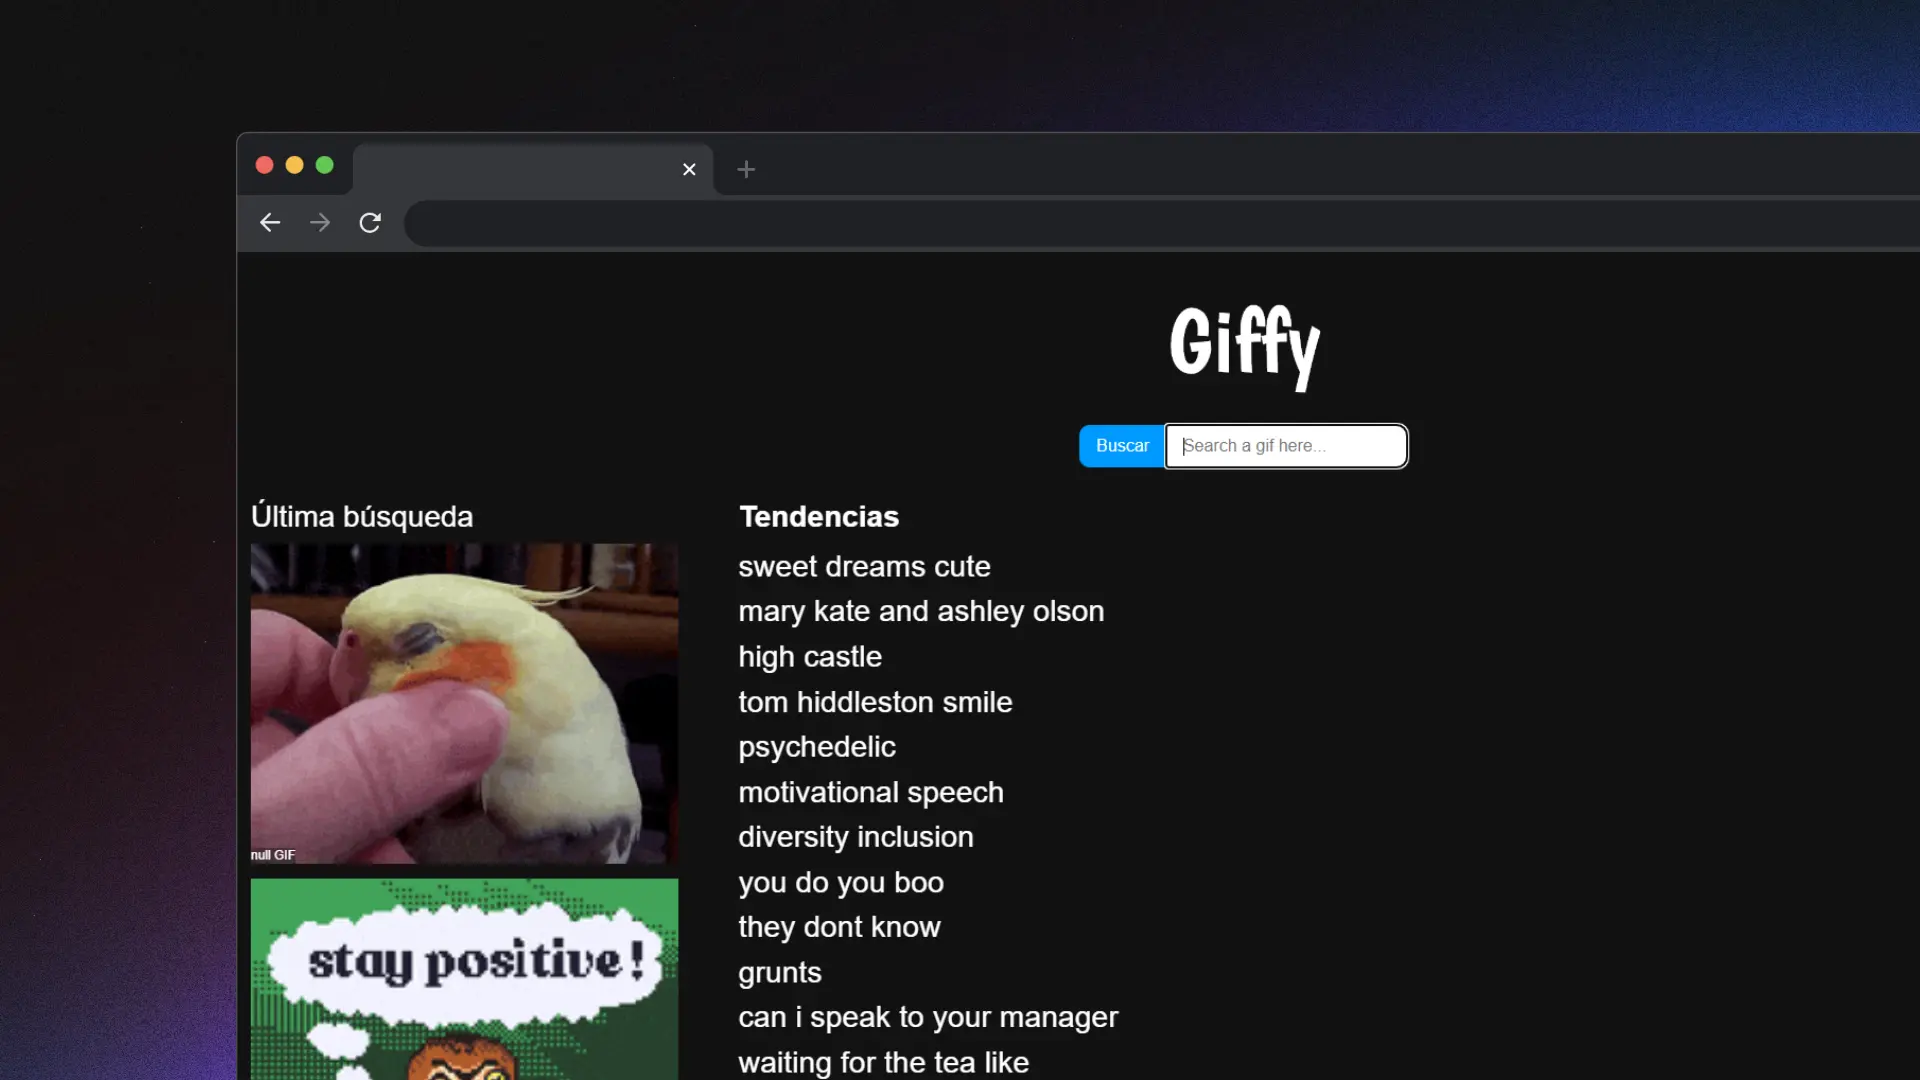 Giffy
Buscar
Search a gif here...
Última búsqueda
null GIF
stay positive!
Tendencias
sweet dreams cute
mary kate and ashley olson
high castle
tom hiddleston smile
psychedelic
motivational speech
diversity inclusion
you do you boo
they dont know
grunts
can i speak to your manager
waiting for the tea like